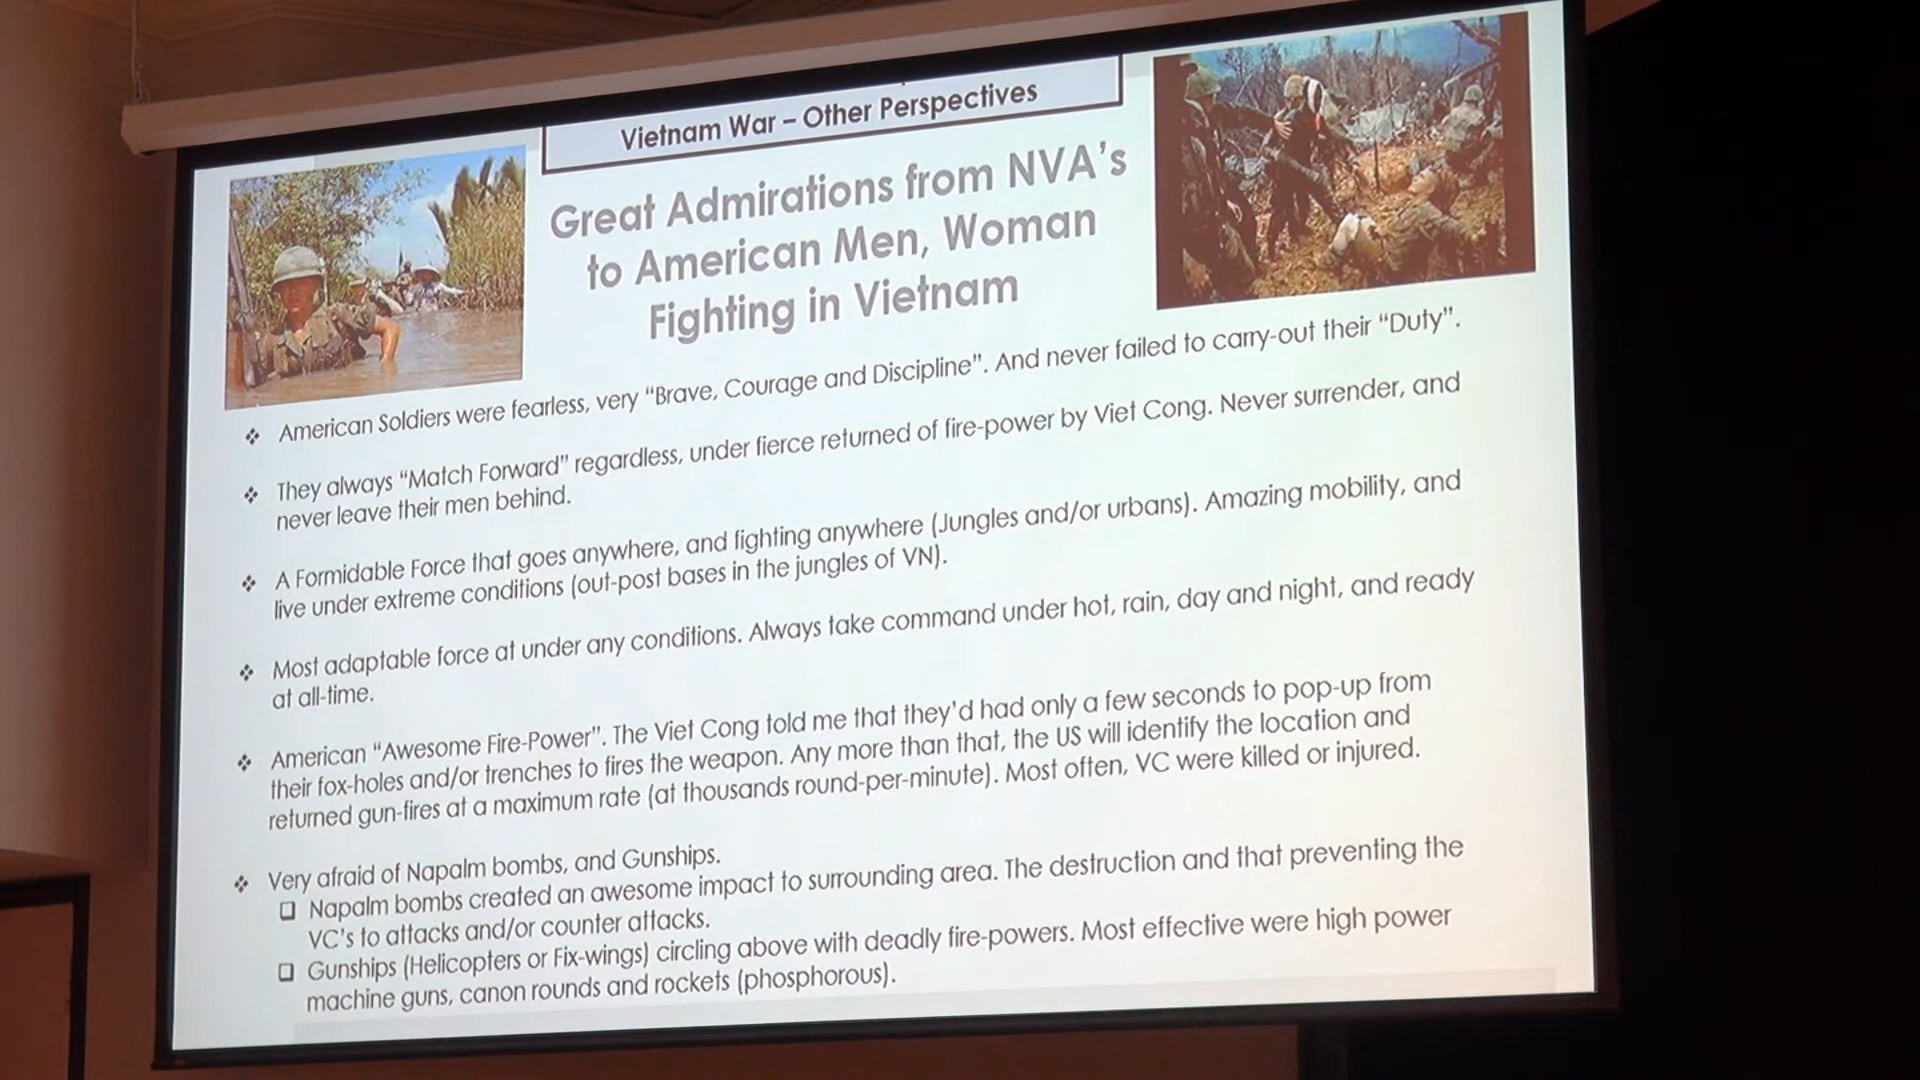 Vietnam War – Other Perspectives
Great Admirations from NVA's
to American Men, Woman
Fighting in Vietnam
❖ American Soldiers were fearless, very “Brave, Courage and Discipline”. And never failed to carry-out their “Duty”.
❖ They always “Match Forward” regardless, under fierce returned of fire-power by Viet Cong. Never surrender, and
never leave their men behind.
❖ A Formidable Force that goes anywhere, and fighting anywhere (Jungles and/or urbans). Amazing mobility, and
live under extreme conditions (out-post bases in the jungles of VN).
❖ Most adaptable force at under any conditions. Always take command under hot, rain, day and night, and ready
at all-time.
❖ American “Awesome Fire-Power”. The Viet Cong told me that they'd had only a few seconds to pop-up from
their fox-holes and/or trenches to fires the weapon. Any more than that, the US will identify the location and
returned gun-fires at a maximum rate (at thousands round-per-minute). Most often, VC were killed or injured.
❖ Very afraid of Napalm bombs, and Gunships.
❑ Napalm bombs created an awesome impact to surrounding area. The destruction and that preventing the
VC's to attacks and/or counter attacks.
❑ Gunships (Helicopters or Fix-wings) circling above with deadly fire-powers. Most effective were high power
machine guns, canon rounds and rockets (phosphorous).